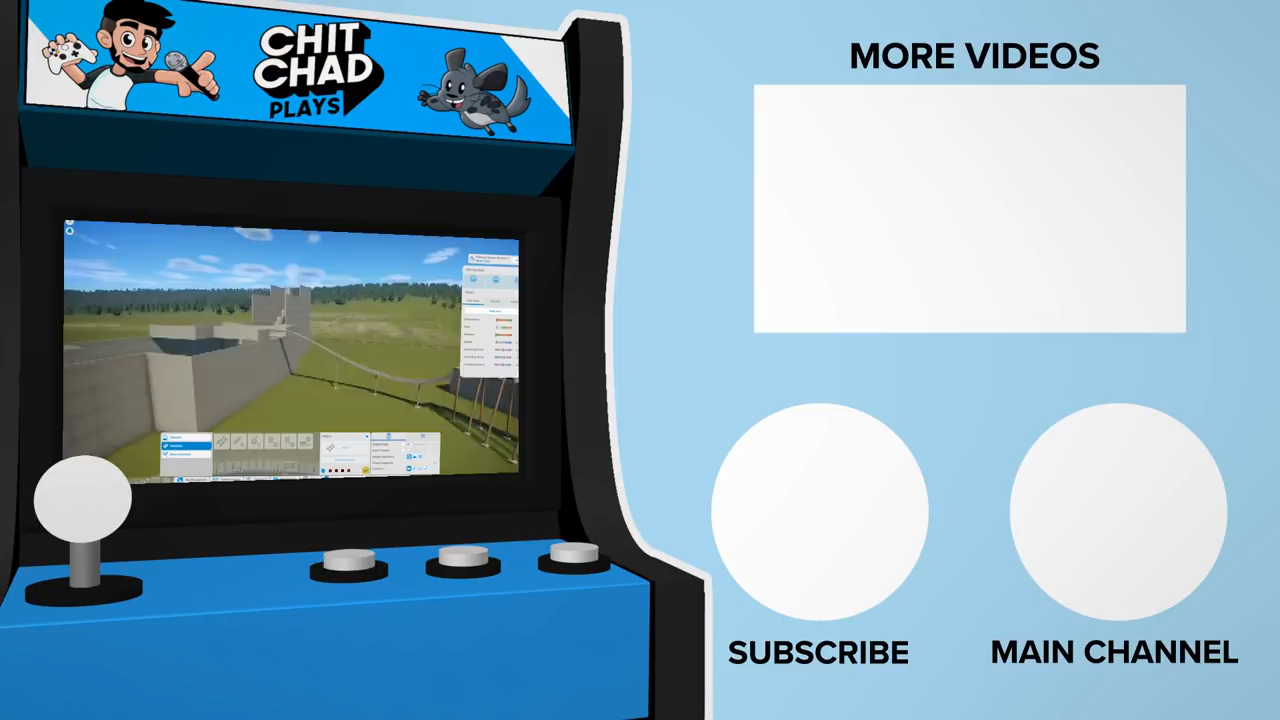 CHIT
CHAD
PLAYS
MORE VIDEOS
SUBSCRIBE
MAIN CHANNEL